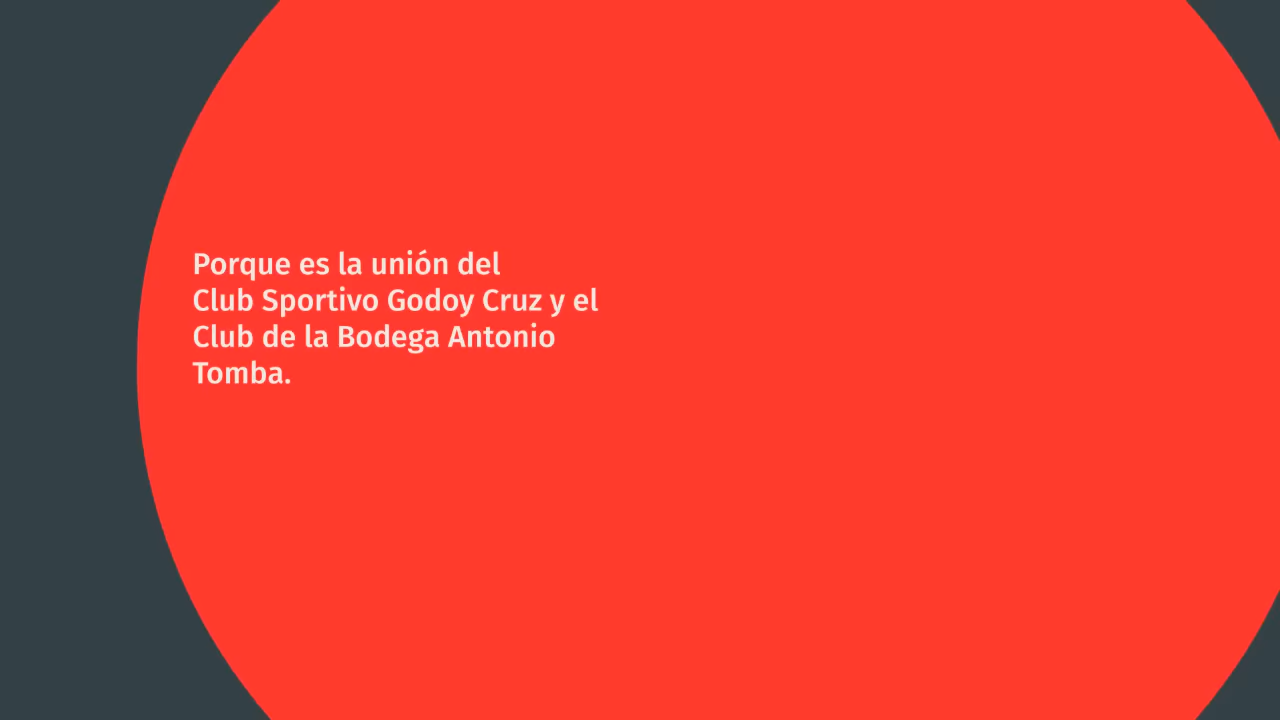 Porque es la unión del
Club Sportivo Godoy Cruz y el
Club de la Bodega Antonio
Tomba.